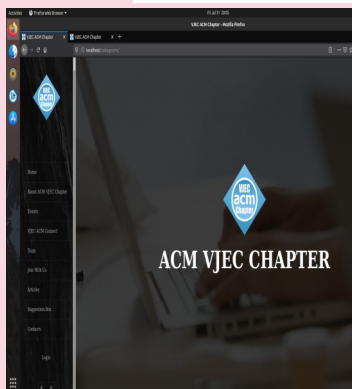 Activities Firefox Web Browser
Fri Jul 31 20:05
VJEC ACM Chapter - Mozilla Firefox
VJEC ACM Chapter x VJEC ACM Chapter x +
VJEC
acm
Chapter
Home
About ACM VJEC Chapter
Events
VJEC ACM Connect
Team
Join With Us
Articles
Suggestion Box
Contacts
Login
VJEC
acm
Chapter
ACM VJEC CHAPTER